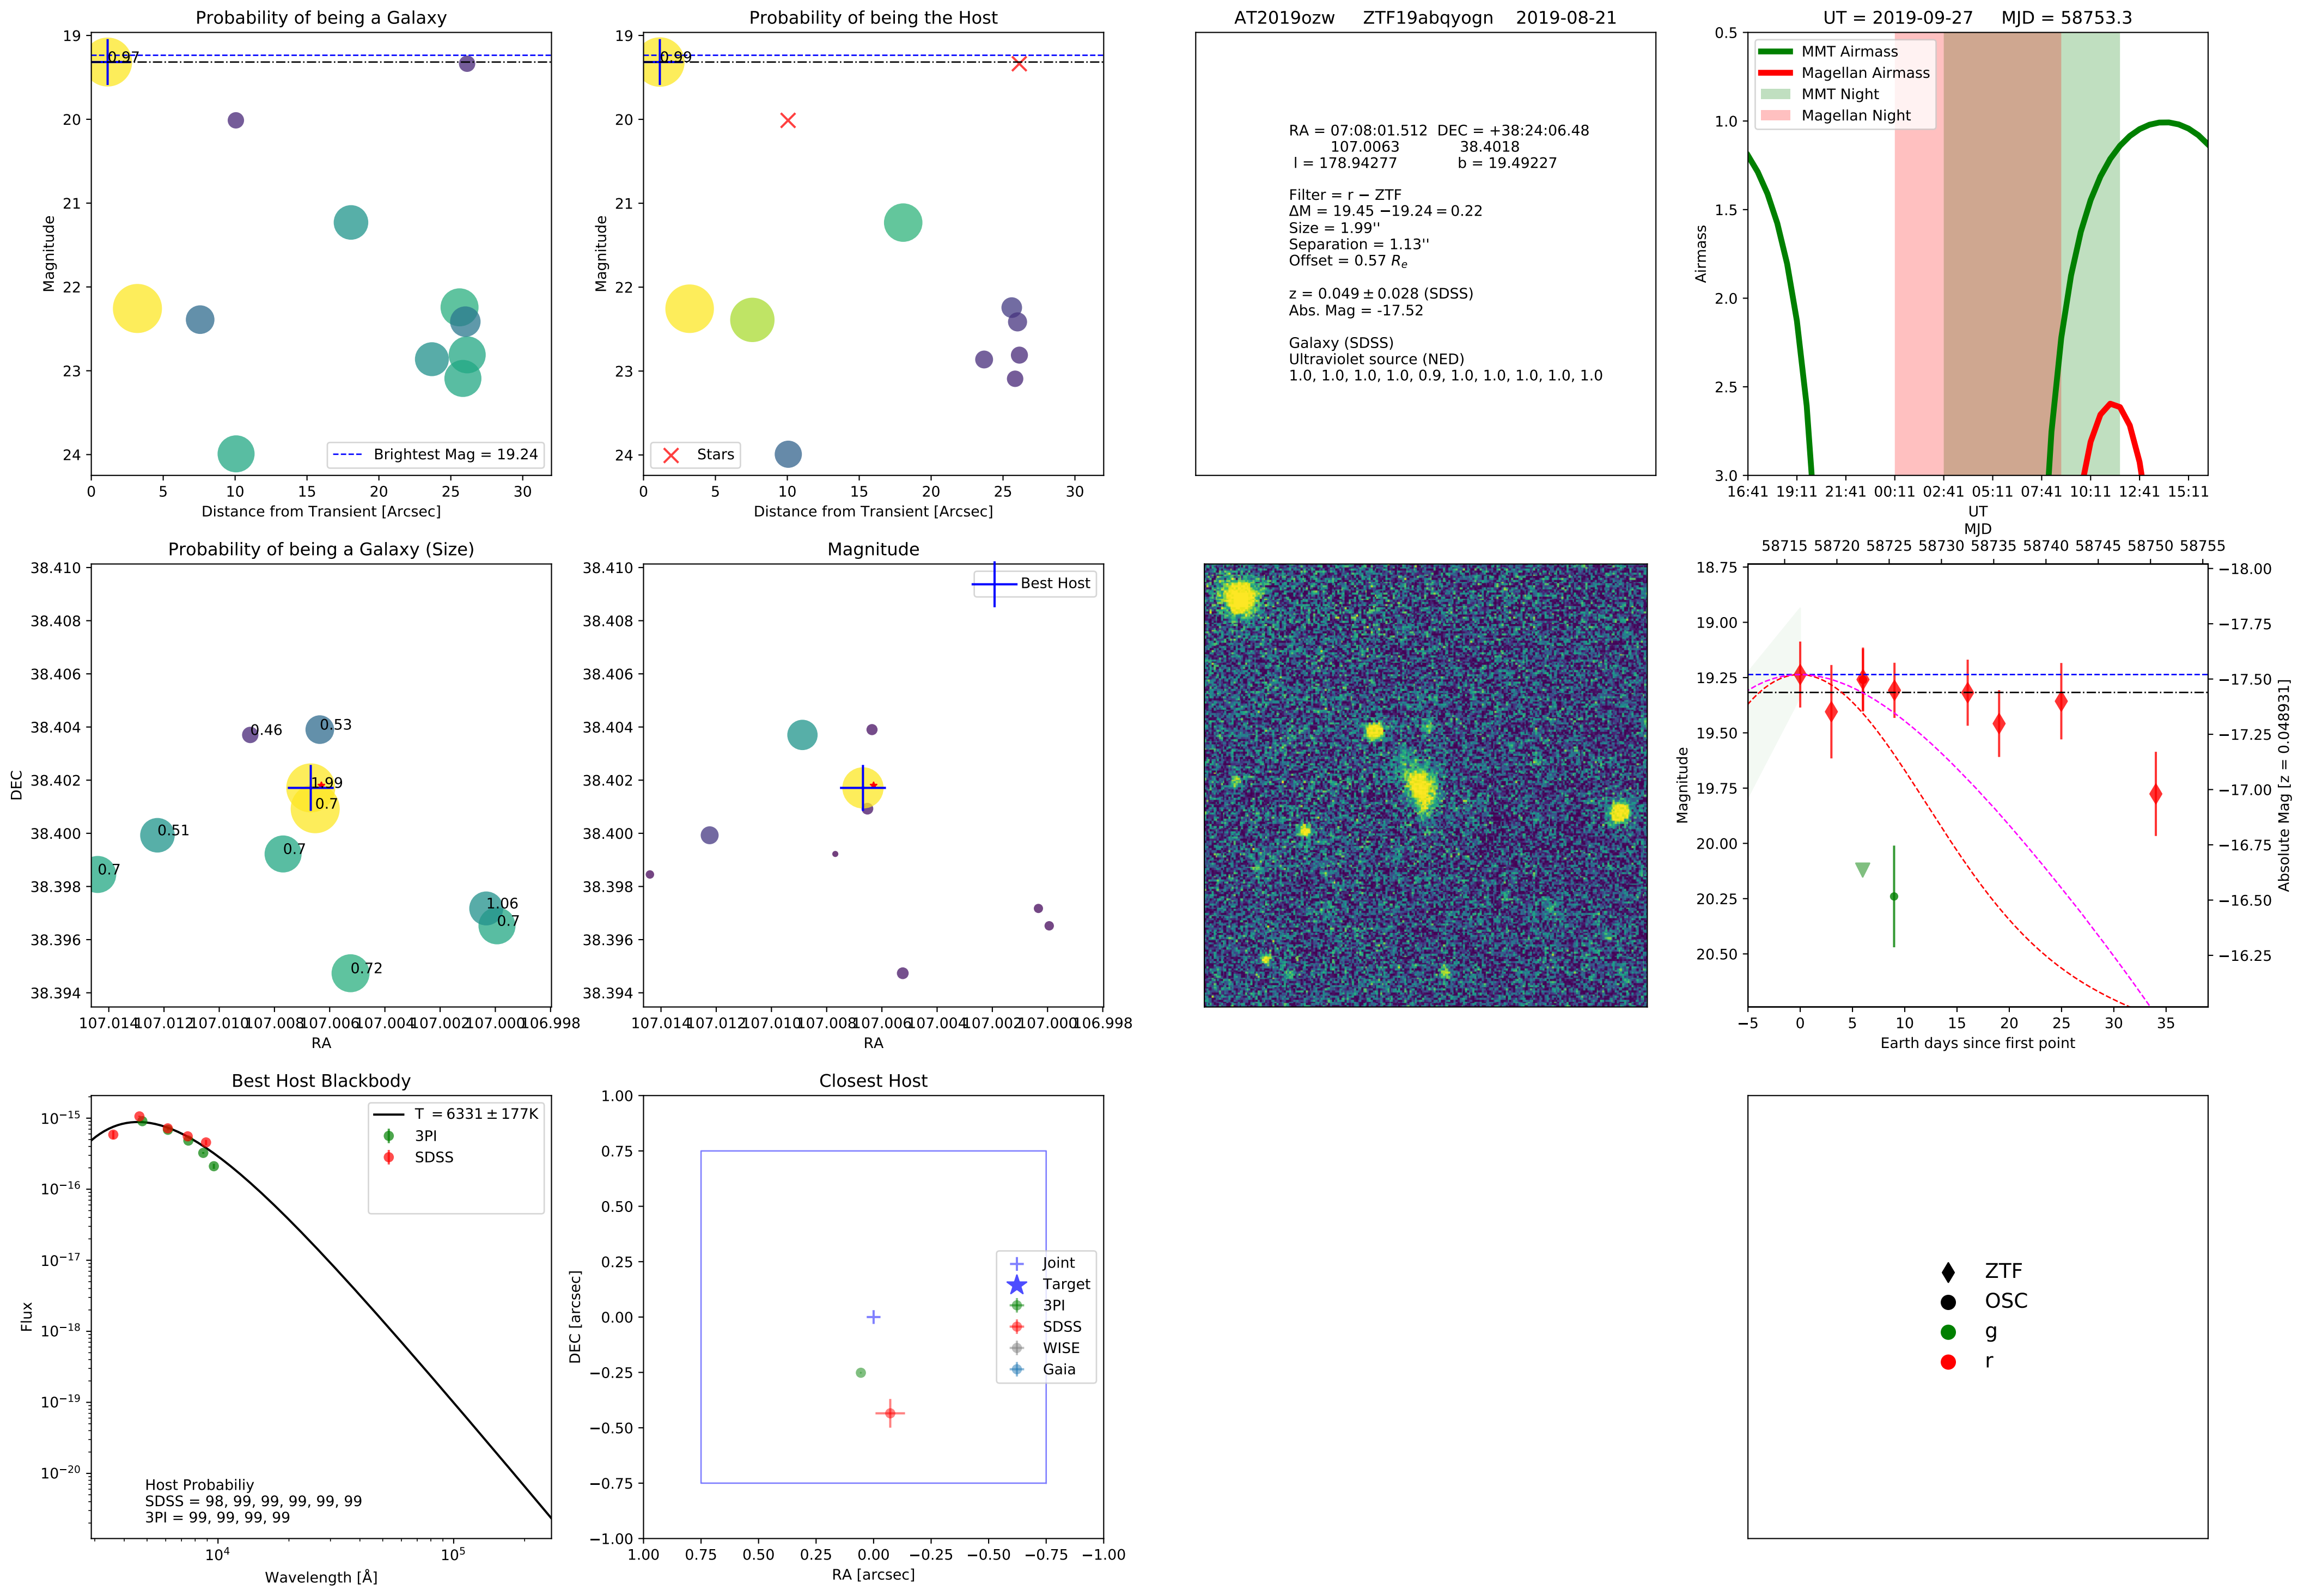 Probability of being a Galaxy
19
20
21
22
23
24
Magnitude
0.97
Brightest Mag = 19.24
0 5 10 15 20 25 30
Distance from Transient [Arcsec]
Probability of being the Host
19
20
21
22
23
24
Magnitude
0.99
Stars
0 5 10 15 20 25 30
Distance from Transient [Arcsec]
AT2019ozw ZTF19abqyogn 2019-08-21
RA = 07:08:01.512 DEC = +38:24:06.48
107.0063 38.4018
l = 178.94277 b = 19.49227
Filter = r − ZTF
ΔM = 19.45 −19.24 = 0.22
Size = 1.99''
Separation = 1.13''
Offset = 0.57 Re
z = 0.049 ± 0.028 (SDSS)
Abs. Mag = -17.52
Galaxy (SDSS)
Ultraviolet source (NED)
1.0, 1.0, 1.0, 1.0, 0.9, 1.0, 1.0, 1.0, 1.0, 1.0
UT = 2019-09-27 MJD = 58753.3
MMT Airmass
Magellan Airmass
MMT Night
Magellan Night
0.5
1.0
1.5
2.0
2.5
3.0
Airmass
16:41 19:11 21:41 00:11 02:41 05:11 07:41 10:11 12:41 15:11
UT
Probability of being a Galaxy (Size)
38.410
38.408
38.406
38.404
38.402
38.400
38.398
38.396
38.394
DEC
0.46
0.53
1.99
0.7
0.51
0.7
0.7
1.06
0.7
0.72
107.014 107.012 107.010 107.008 107.006 107.004 107.002 107.000 106.998
RA
Magnitude
Best Host
38.410
38.408
38.406
38.404
38.402
38.400
38.398
38.396
38.394
107.014 107.012 107.010 107.008 107.006 107.004 107.002 107.000 106.998
RA
MJD
58715 58720 58725 58730 58735 58740 58745 58750 58755
18.75
19.00
19.25
19.50
19.75
20.00
20.25
20.50
Magnitude
−18.00
−17.75
−17.50
−17.25
−17.00
−16.75
−16.50
−16.25
Absolute Mag [z = 0.048931]
−5 0 5 10 15 20 25 30 35
Earth days since first point
Best Host Blackbody
T = 6331 ± 177K
3PI
SDSS
10−15
10−16
10−17
10−18
10−19
10−20
Flux
Host Probabiliy
SDSS = 98, 99, 99, 99, 99, 99
3PI = 99, 99, 99, 99
104 105
Wavelength [Å]
Closest Host
1.00
0.75
0.50
0.25
0.00
−0.25
−0.50
−0.75
−1.00
DEC [arcsec]
Joint
Target
3PI
SDSS
WISE
Gaia
1.00 0.75 0.50 0.25 0.00 −0.25 −0.50 −0.75 −1.00
RA [arcsec]
ZTF
OSC
g
r